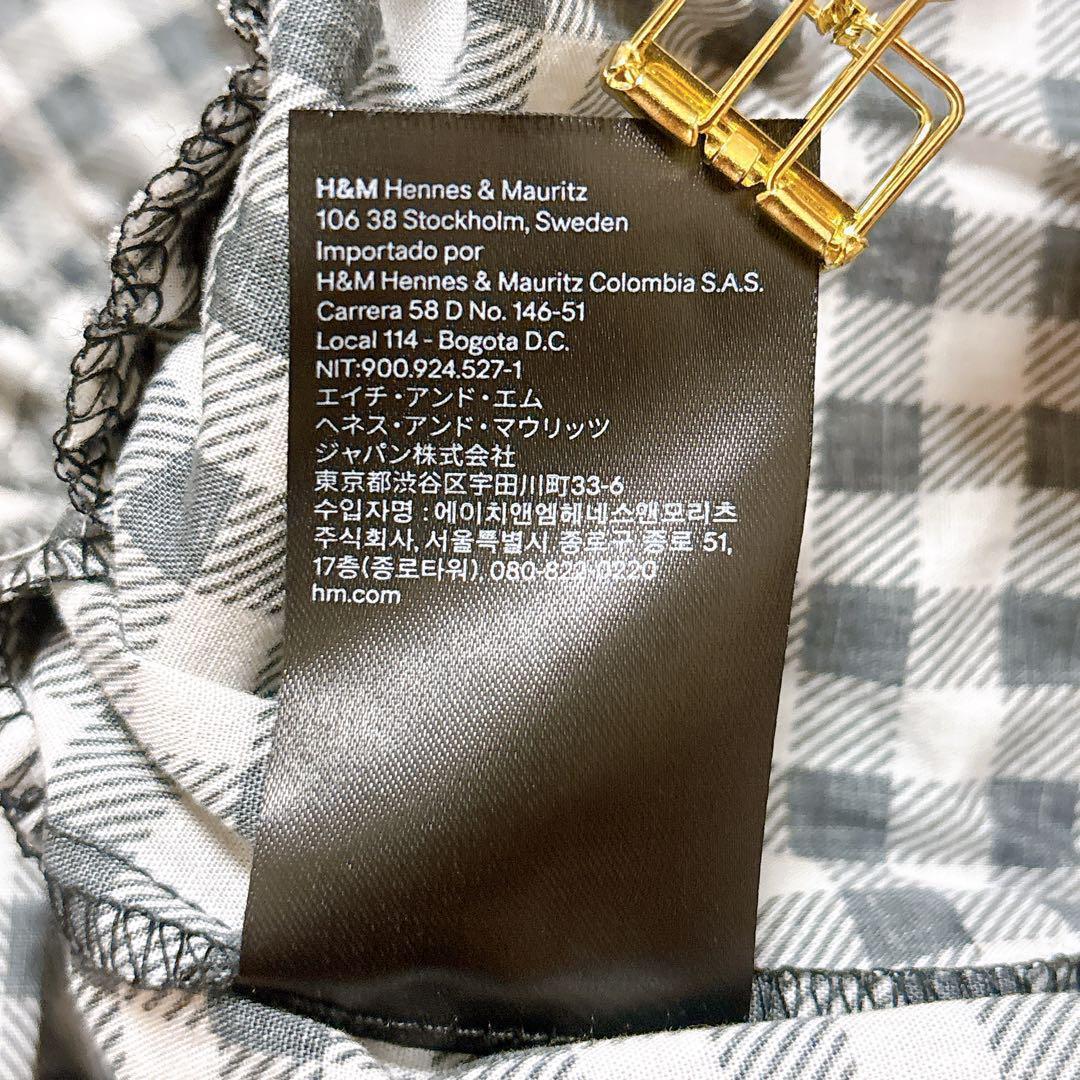 H&M Hennes & Mauritz
106 38 Stockholm, Sweden
Importado por
H&M Hennes & Mauritz Colombia S.A.S.
Carrera 58 D No. 146-51
Local 114 - Bogota D.C.
NIT:900.924.527-1
エイチ・アンド・エム
ヘネス・アンド・マウリッツ
ジャパン株式会社
東京都渋谷区宇田川町33-6
수입자명 : 에이치앤엠헤네스앤모리츠
주식회사, 서울특별시 종로구 종로 51,
17층(종로타워). 080-822-0220
hm.com